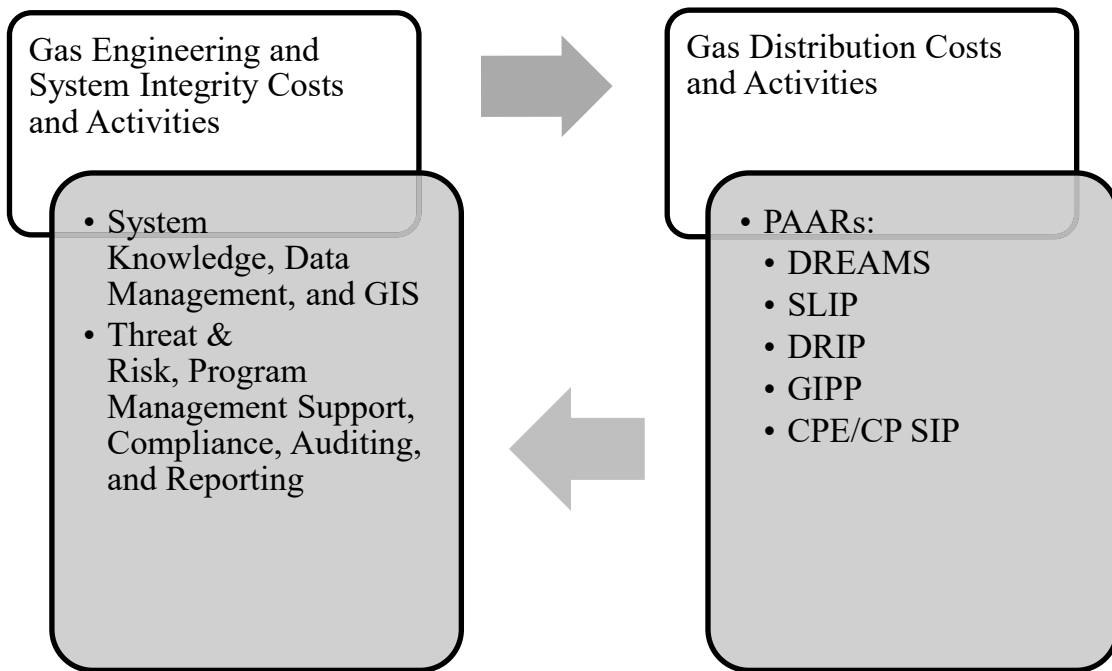 Gas Engineering and
System Integrity Costs
and Activities
• System
Knowledge, Data
Management, and GIS
• Threat &
Risk, Program
Management Support,
Compliance, Auditing,
and Reporting
Gas Distribution Costs
and Activities
• PAARs:
• DREAMS
• SLIP
• DRIP
• GIPP
• CPE/CP SIP